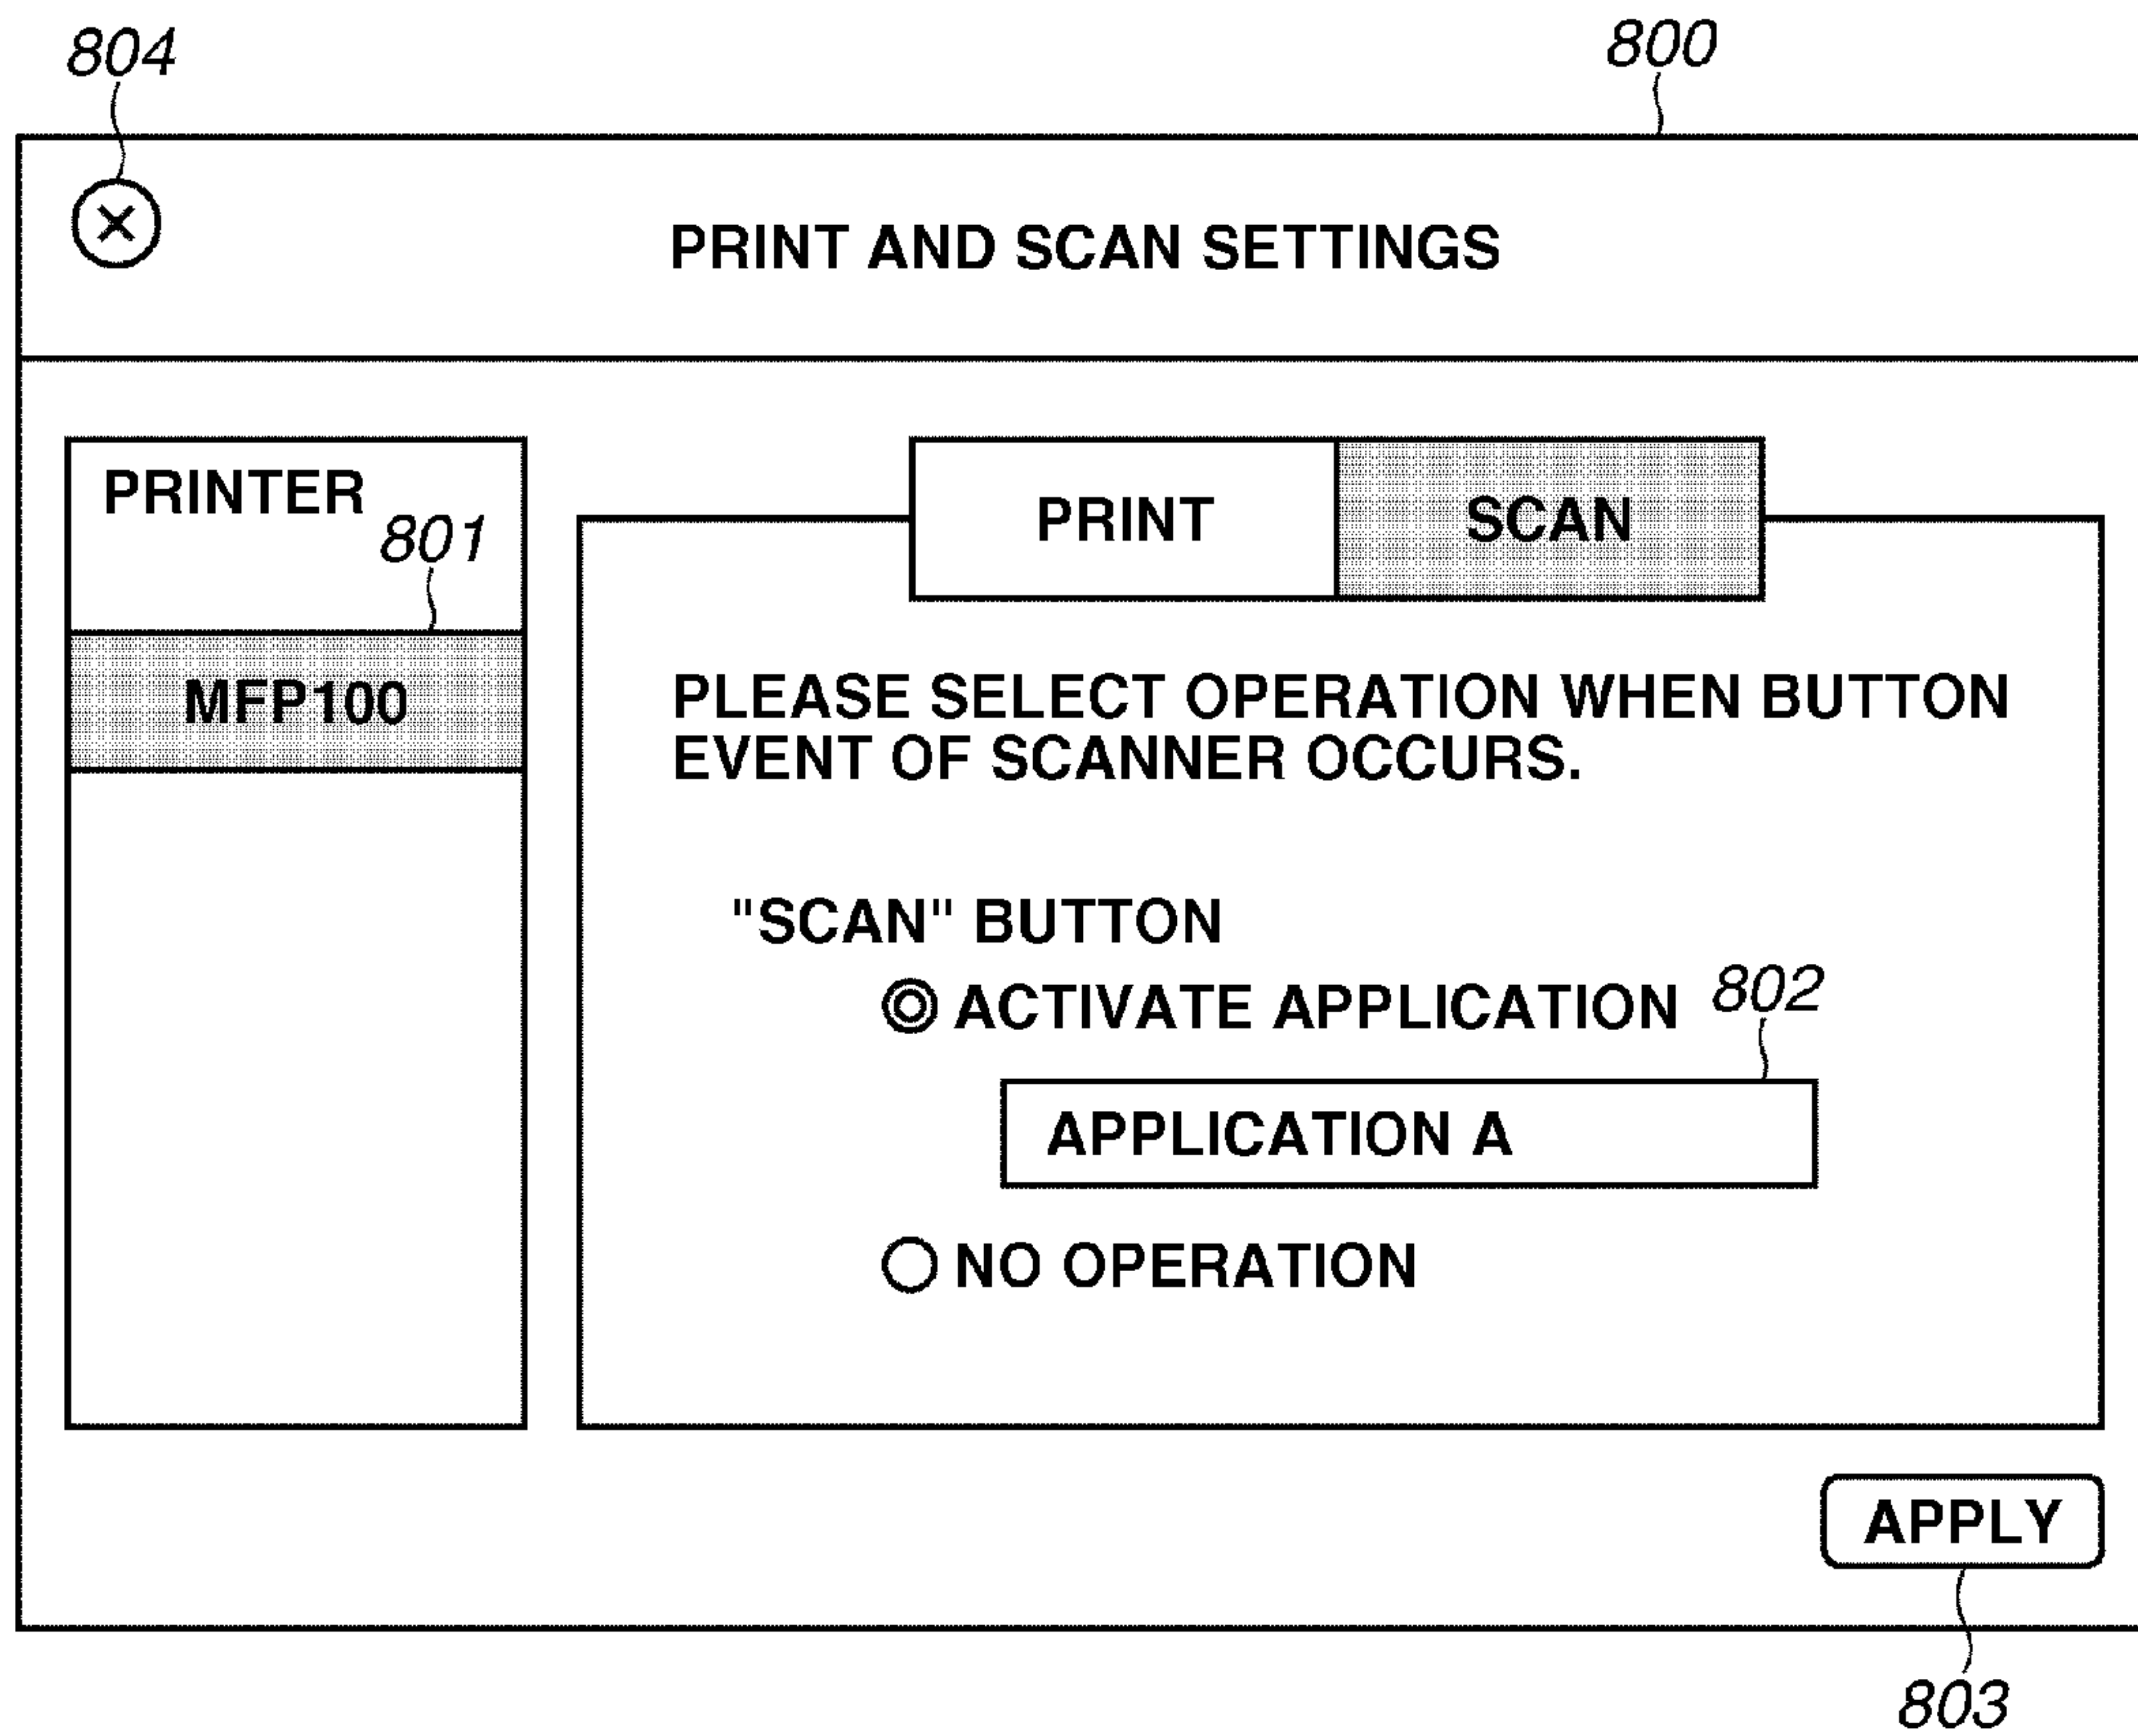 804
800
PRINT AND SCAN SETTINGS
PRINTER
801
MFP100
PRINT
SCAN
PLEASE SELECT OPERATION WHEN BUTTON
EVENT OF SCANNER OCCURS.
"SCAN" BUTTON
ACTIVATE APPLICATION
802
APPLICATION A
NO OPERATION
APPLY
803